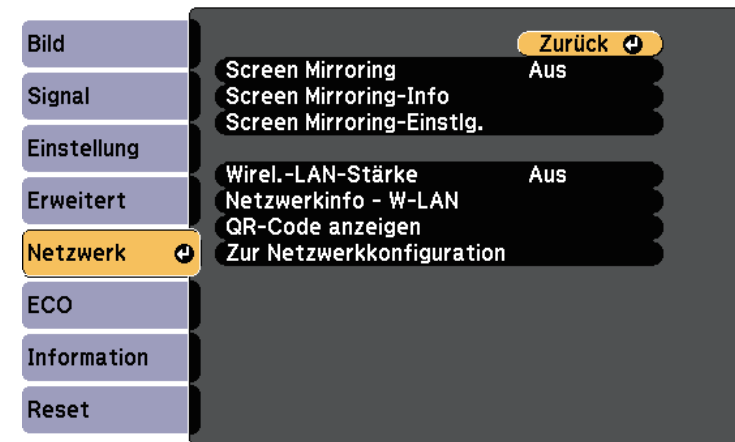 Bild
Signal
Einstellung
Erweitert
Netzwerk
ECO
Information
Reset
Zurück
Screen Mirroring Aus
Screen Mirroring-Info
Screen Mirroring-Einstlg.
Wirel.-LAN-Stärke Aus
Netzwerkinfo - W-LAN
QR-Code anzeigen
Zur Netzwerkkonfiguration